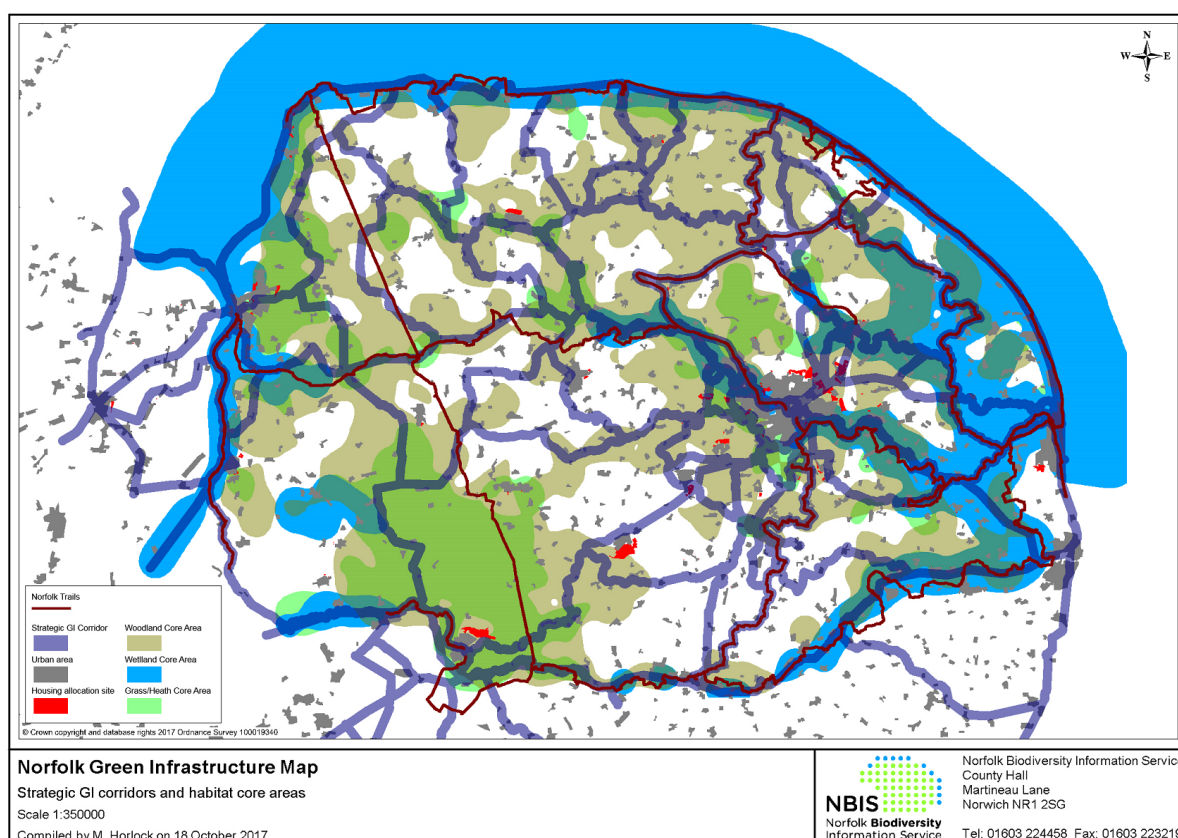 N
W E
S
Norfolk Trails
Strategic GI Corridor
Woodland Core Area
Urban area
Wetland Core Area
Housing allocation site
Grass/Heath Core Area
© Crown copyright and database rights 2017 Ordnance Survey 100019340
Norfolk Green Infrastructure Map
Strategic GI corridors and habitat core areas
Scale 1:350000
Compiled by M. Horlock on 18 October 2017
NBIS
Norfolk Biodiversity
Information Service
Norfolk Biodiversity Information Service
County Hall
Martineau Lane
Norwich NR1 2SG
Tel: 01603 224458 Fax: 01603 223219